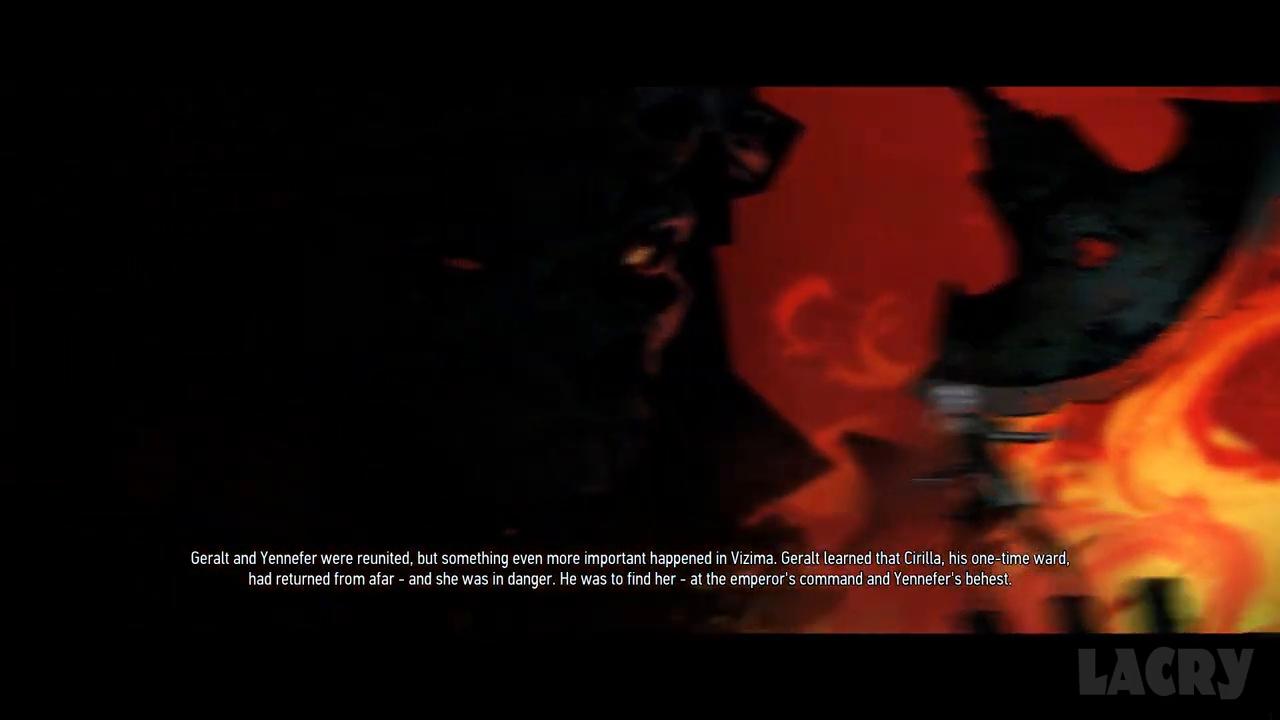 Geralt and Yennefer were reunited, but something even more important happened in Vizima. Geralt learned that Cirilla, his one-time ward,
had returned from afar - and she was in danger. He was to find her - at the emperor's command and Yennefer's behest.
LACRY